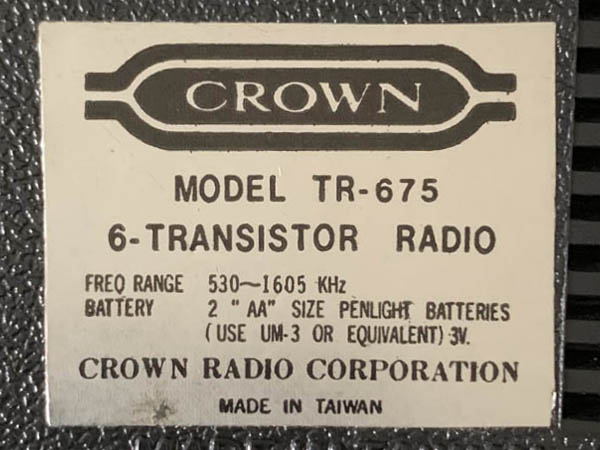 CROWN
MODEL TR-675
6-TRANSISTOR RADIO
FREQ RANGE 530~1605 KHz
BATTERY 2 "AA" SIZE PENLIGHT BATTERIES
(USE UM-3 OR EQUIVALENT) 3V.
CROWN RADIO CORPORATION
MADE IN TAIWAN